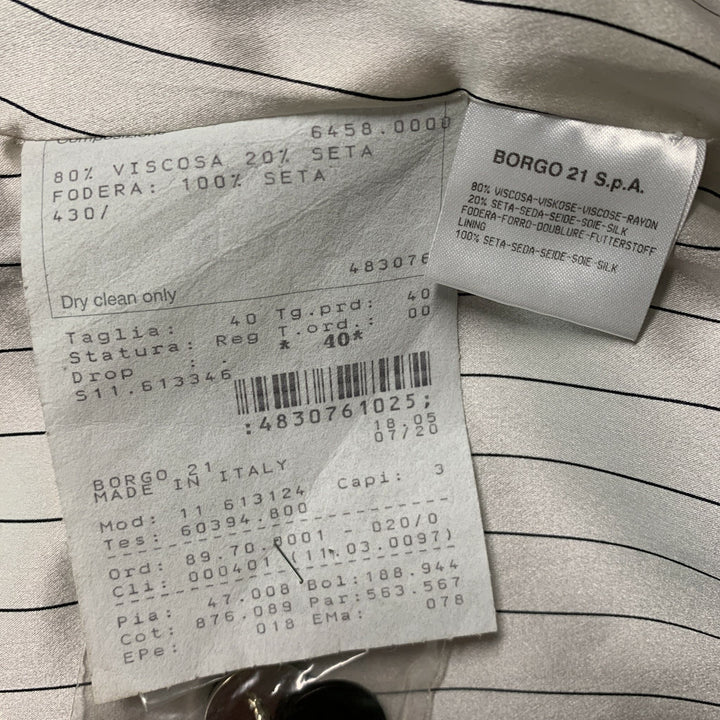 6458.0000
80% VISCOSA 20% SETA
FODERA: 100% SETA
430/
483076
Dry clean only
Taglia: 40 Tg.prd: 40
Statura: Reg T.ord.: 00
Drop : . * 40*
S11.613346
:4830761025;
18.05
07/20
BORGO 21
MADE IN ITALY
Mod: 11 613124 Capi: 3
Tes: 60394.800
Ord: 89.70.0001 - 020/0
Cli: 000401 (11.03.0097)
Pia: 47.008 Bol:188.944
Cot: 876.089 Par:563.567
EPe: 018 EMa: 078
BORGO 21 S.p.A.
80% VISCOSA-VISKOSE-VISCOSE-RAYON
20% SETA-SEDA-SEIDE-SOIE-SILK
FODERA-FORRO-DOUBLURE-FUTTERSTOFF
LINING
100% SETA-SEDA-SEIDE-SOIE-SILK